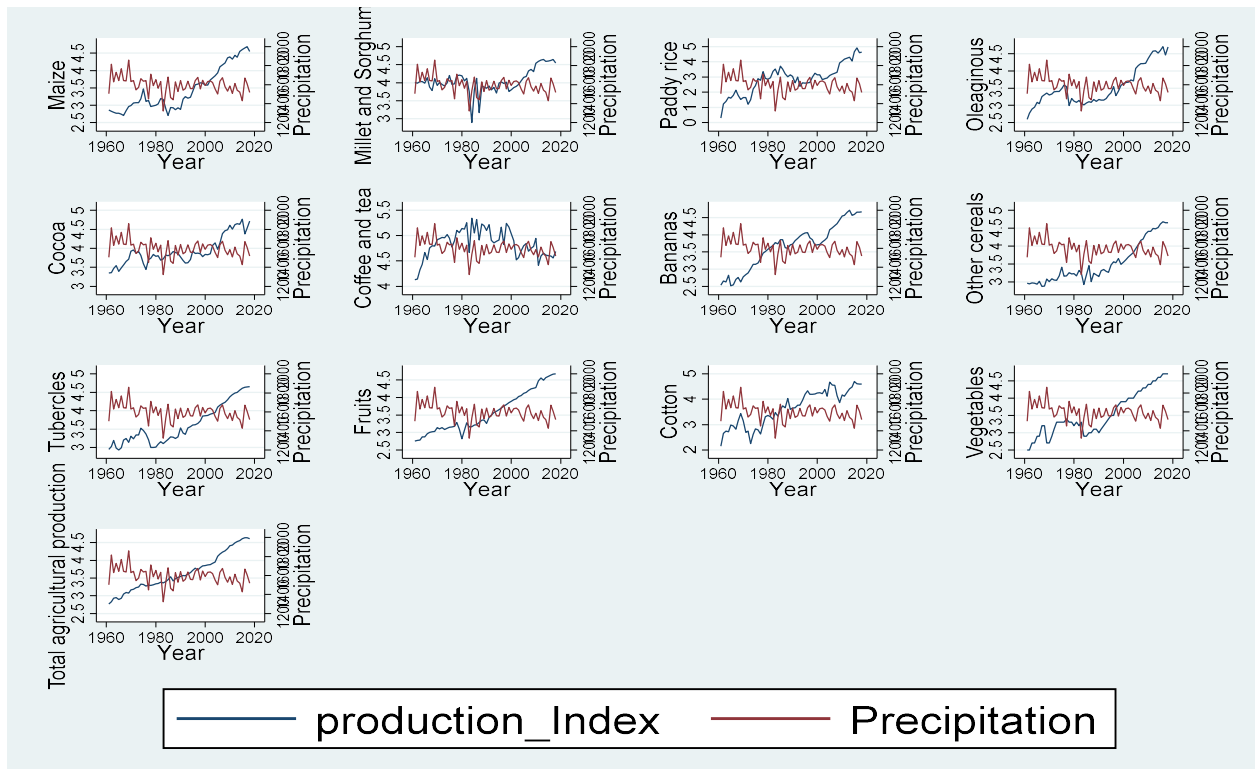 Maize
2.5 3 3.5 4 4.5
1960 1980 2000 2020
Year
Precipitation
Millet and Sorghum
3 3.5 4 4.5 5
1960 1980 2000 2020
Year
Precipitation
Paddy rice
0 1 2 3 4 5
1960 1980 2000 2020
Year
Precipitation
Oleaginous
2.5 3 3.5 4 4.5
1960 1980 2000 2020
Year
Precipitation
Cocoa
3 3.5 4 4.5 5
1960 1980 2000 2020
Year
Precipitation
Coffee and tea
4 4.5 5 5.5
1960 1980 2000 2020
Year
Precipitation
Bananas
2.5 3 3.5 4 4.5
1960 1980 2000 2020
Year
Precipitation
Other cereals
3 3.5 4 4.5 5
1960 1980 2000 2020
Year
Precipitation
Tubercles
3 3.5 4 4.5 5
1960 1980 2000 2020
Year
Precipitation
Fruits
2.5 3 3.5 4 4.5
1960 1980 2000 2020
Year
Precipitation
Cotton
2 3 4 5
1960 1980 2000 2020
Year
Precipitation
Vegetables
2.5 3 3.5 4 4.5
1960 1980 2000 2020
Year
Precipitation
Total agricultural production
2.5 3 3.5 4 4.5
1960 1980 2000 2020
Year
Precipitation
production_Index
Precipitation